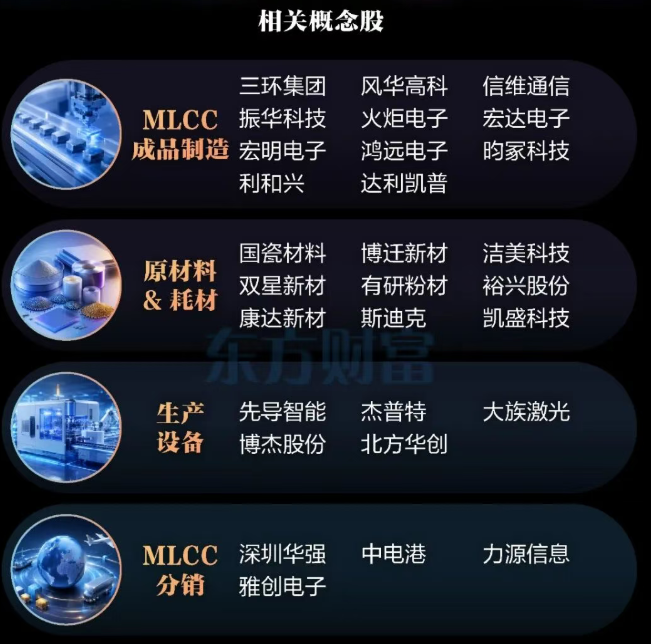 相关概念股
MLCC
成品制造
三环集团 风华高科 信维通信
振华科技 火炬电子 宏达电子
宏明电子 鸿远电子 昀冢科技
利和兴 达利凯普
原材料
& 耗材
国瓷材料 博迁新材 洁美科技
双星新材 有研粉材 裕兴股份
康达新材 斯迪克 凯盛科技
东方财富
生产
设备
先导智能 杰普特 大族激光
博杰股份 北方华创
MLCC
分销
深圳华强 中电港 力源信息
雅创电子